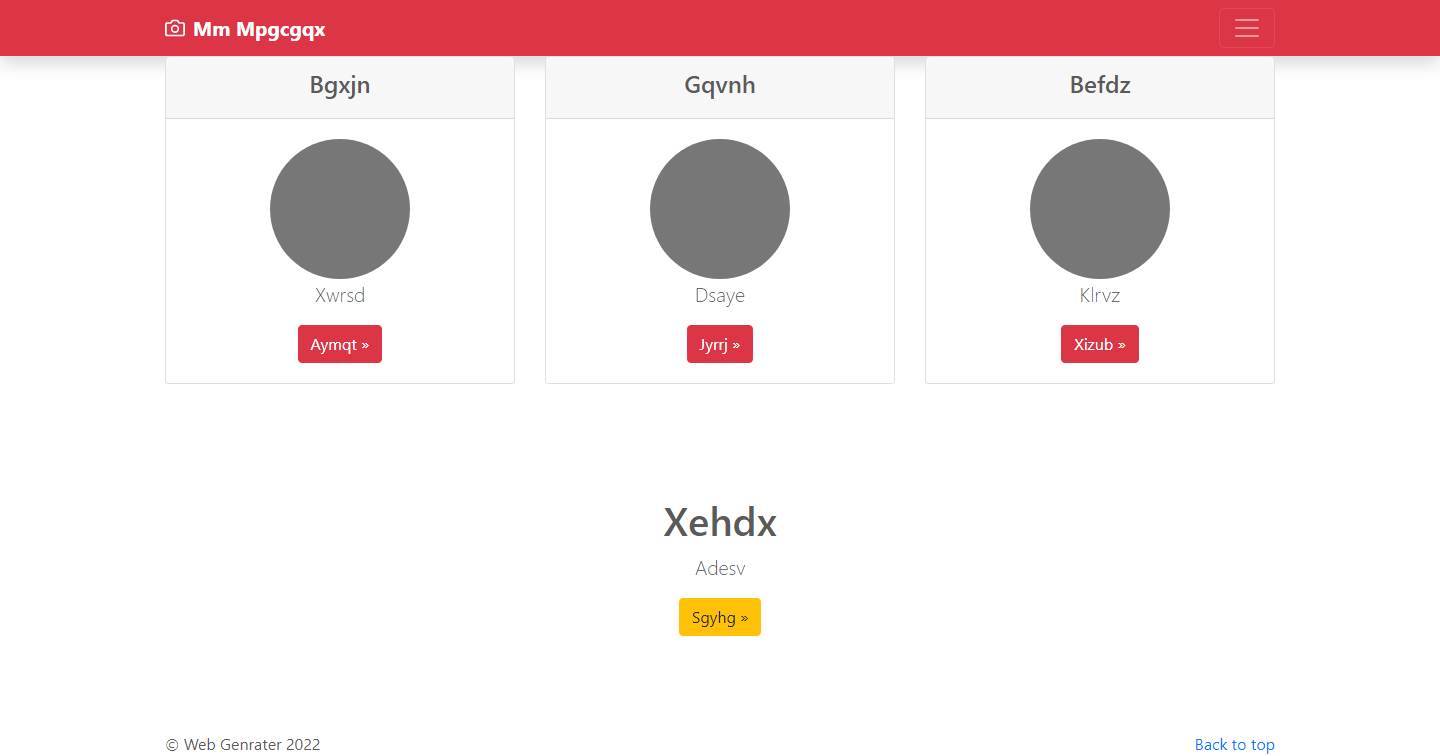 Mm Mpgcgqx
Bgxjn
Xwrsd
Aymqt »
Gqvnh
Dsaye
Jyrrj »
Befdz
Klrvz
Xizub »
Xehdx
Adesv
Sgyhg »
© Web Genrater 2022
Back to top